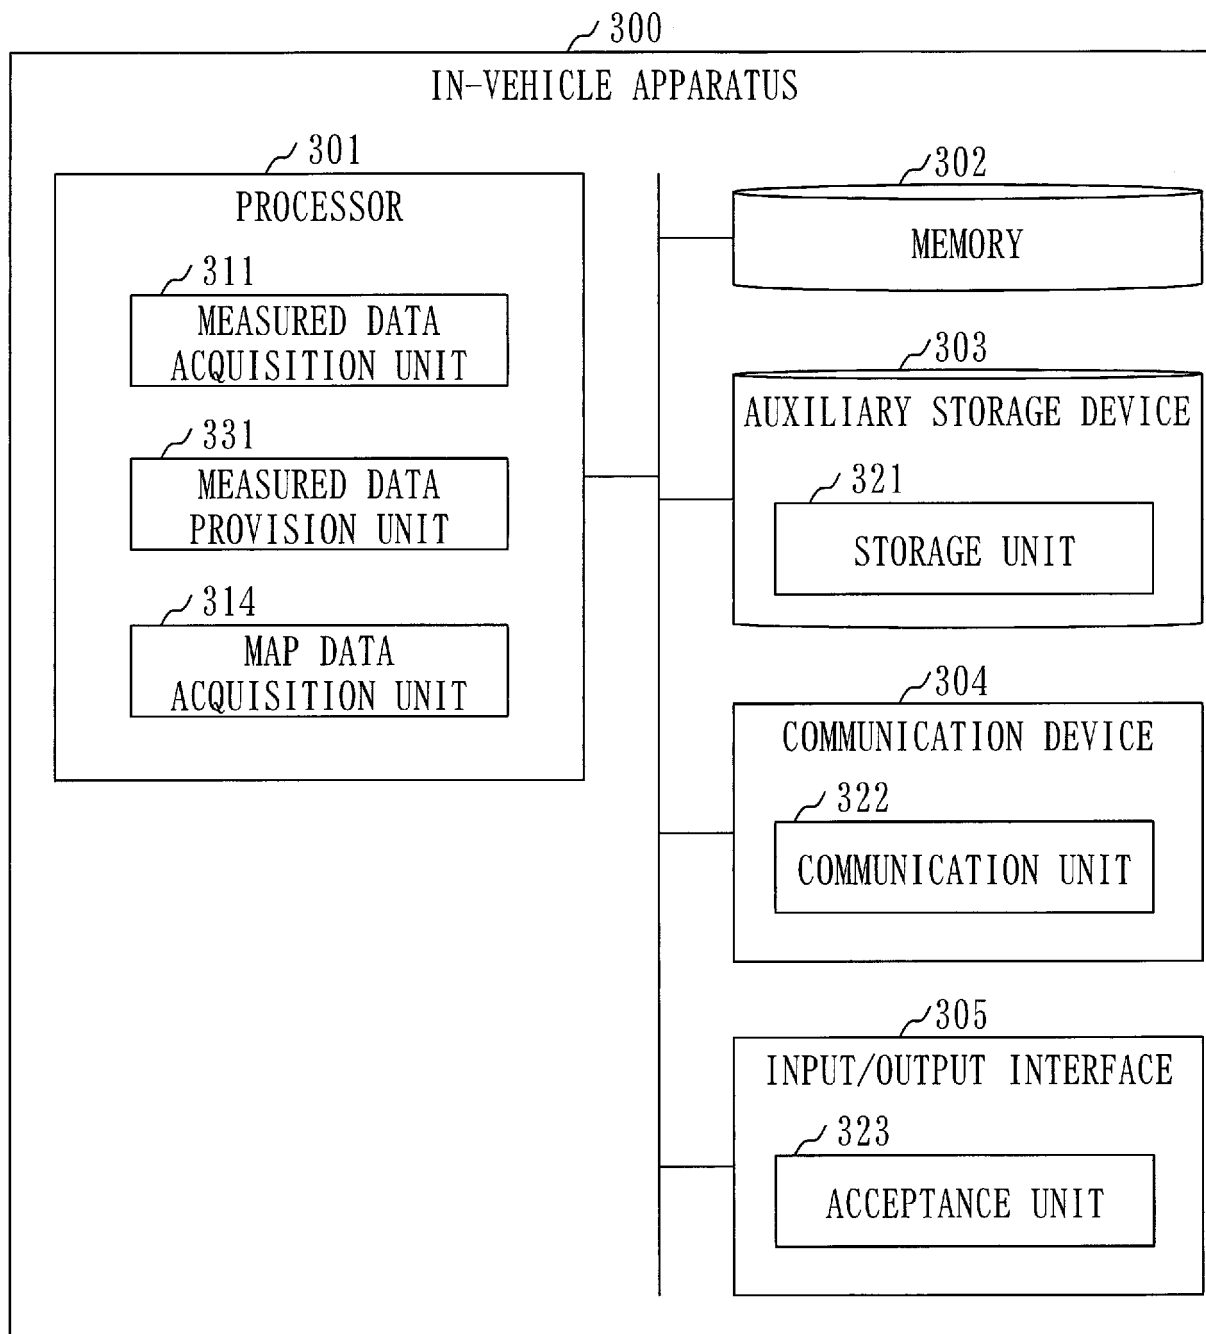 300
IN-VEHICLE APPARATUS
301
PROCESSOR
311
MEASURED DATA
ACQUISITION UNIT
331
MEASURED DATA
PROVISION UNIT
314
MAP DATA
ACQUISITION UNIT
302
MEMORY
303
AUXILIARY STORAGE DEVICE
321
STORAGE UNIT
304
COMMUNICATION DEVICE
322
COMMUNICATION UNIT
305
INPUT/OUTPUT INTERFACE
323
ACCEPTANCE UNIT